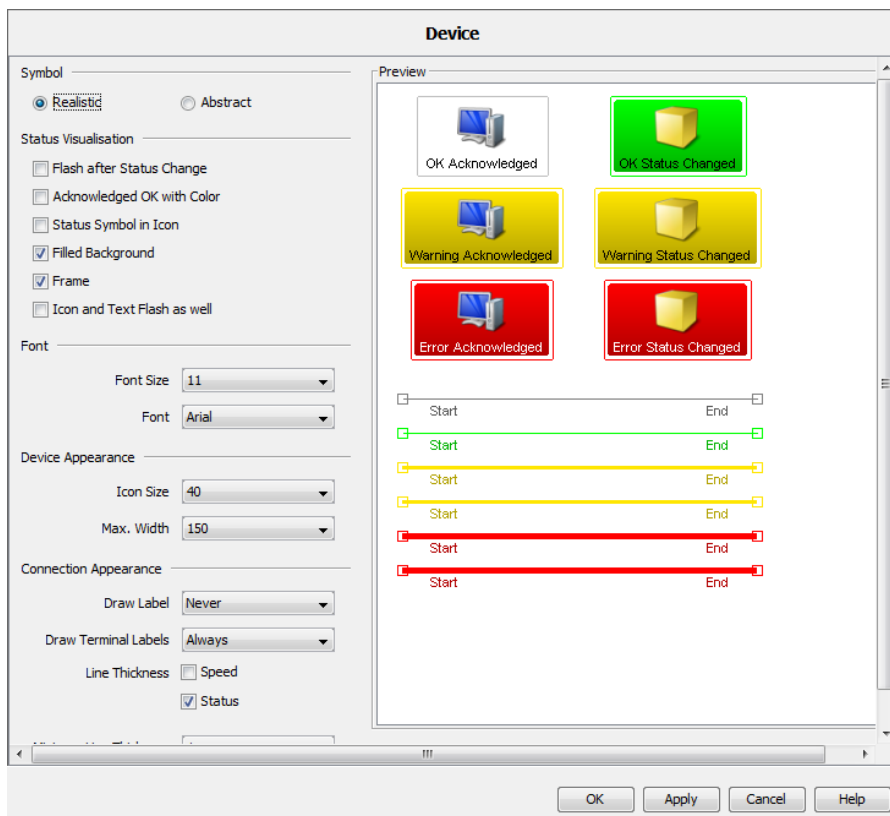 Device
Symbol
Realistic
Abstract
Status Visualisation
Flash after Status Change
Acknowledged OK with Color
Status Symbol in Icon
Filled Background
Frame
Icon and Text Flash as well
Font
Font Size 11
Font Arial
Device Appearance
Icon Size 40
Max. Width 150
Connection Appearance
Draw Label Never
Draw Terminal Labels Always
Line Thickness Speed
Status
Preview
OK Acknowledged
OK Status Changed
Warning Acknowledged
Warning Status Changed
Error Acknowledged
Error Status Changed
Start End
Start End
Start End
Start End
Start End
Start End
OK
Apply
Cancel
Help